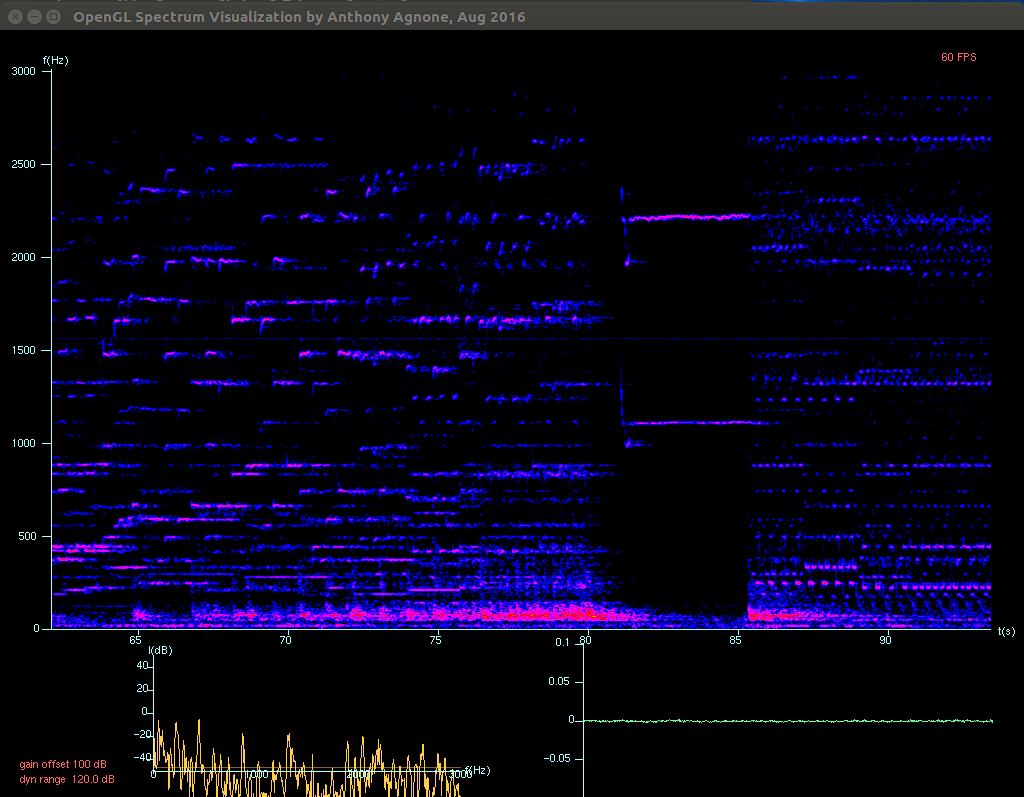 OpenGL Spectrum Visualization by Anthony Agnone, Aug 2016
f(Hz)
60 FPS
3000
2500
2000
1500
1000
500
0
65 70 75 80 85 90 t(s)
I(dB)
40
20
0
−20
−40
0 1000 2000 3000 f(Hz)
0.1
0.05
0
−0.05
gain offset 100 dB
dyn range 120.0 dB